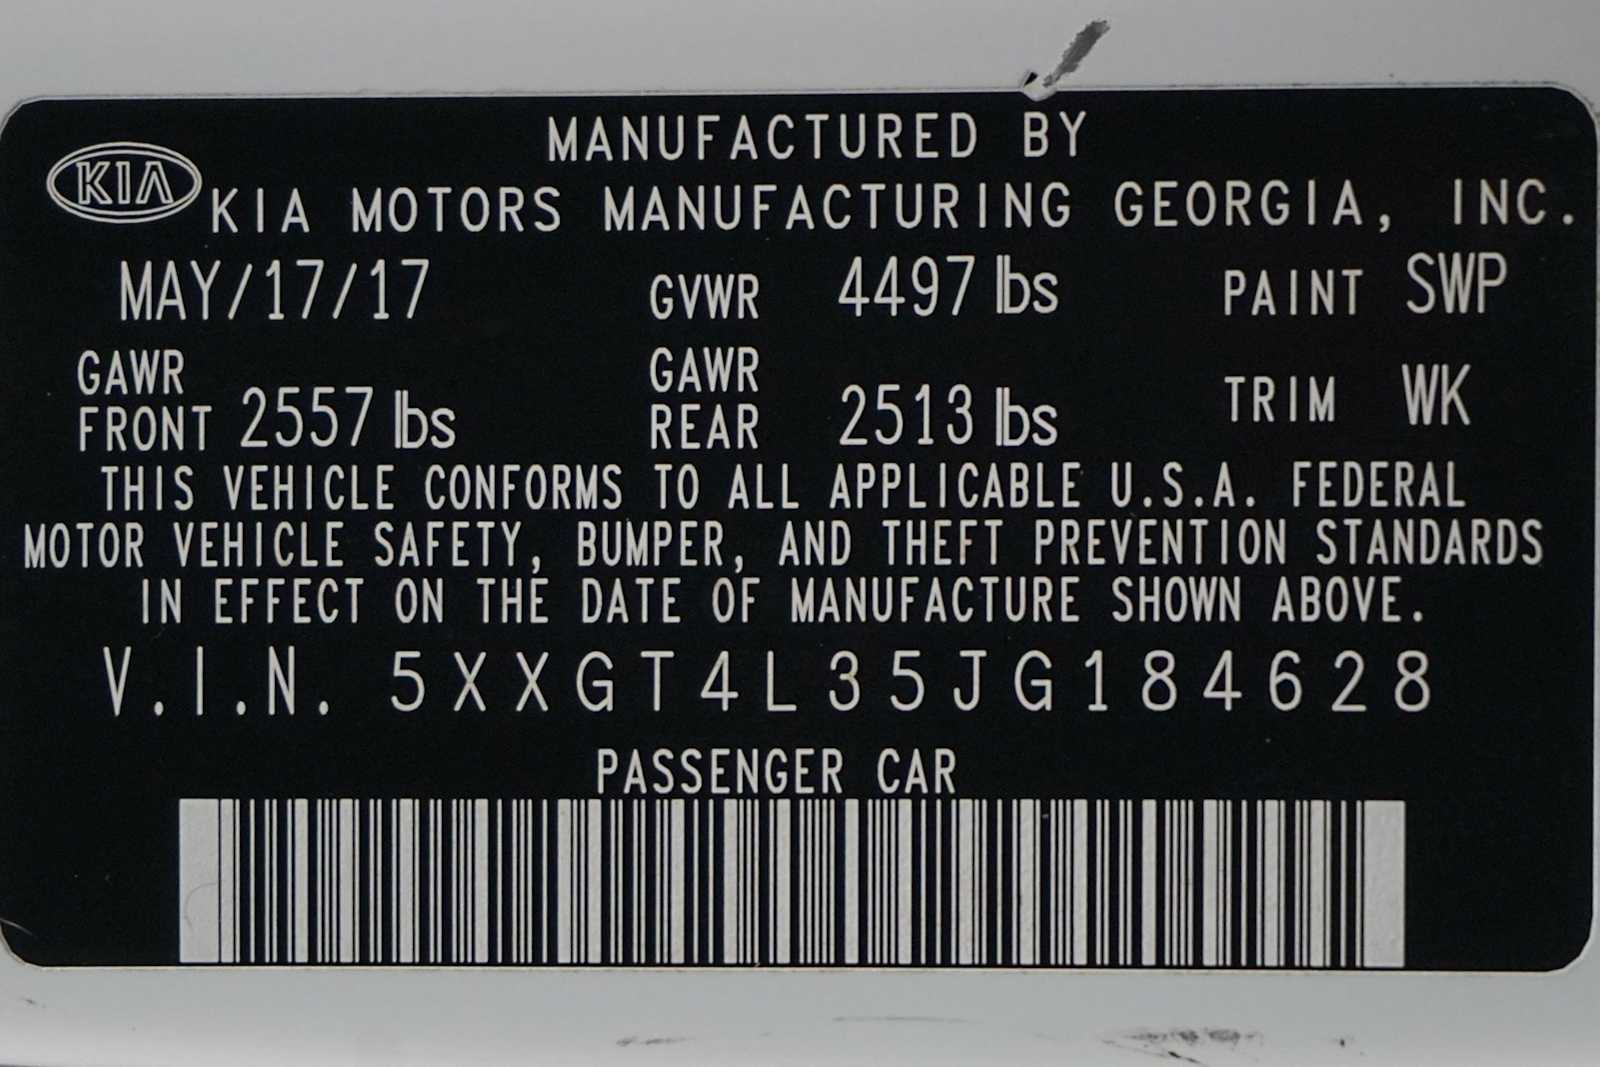 MANUFACTURED BY
KIA KIA MOTORS MANUFACTURING GEORGIA, INC.
MAY/17/17 GVWR 4497 lbs PAINT SWP
GAWR FRONT 2557 lbs GAWR REAR 2513 lbs TRIM WK
THIS VEHICLE CONFORMS TO ALL APPLICABLE U.S.A. FEDERAL
MOTOR VEHICLE SAFETY, BUMPER, AND THEFT PREVENTION STANDARDS
IN EFFECT ON THE DATE OF MANUFACTURE SHOWN ABOVE.
V.I.N. 5XXGT4L35JG184628
PASSENGER CAR